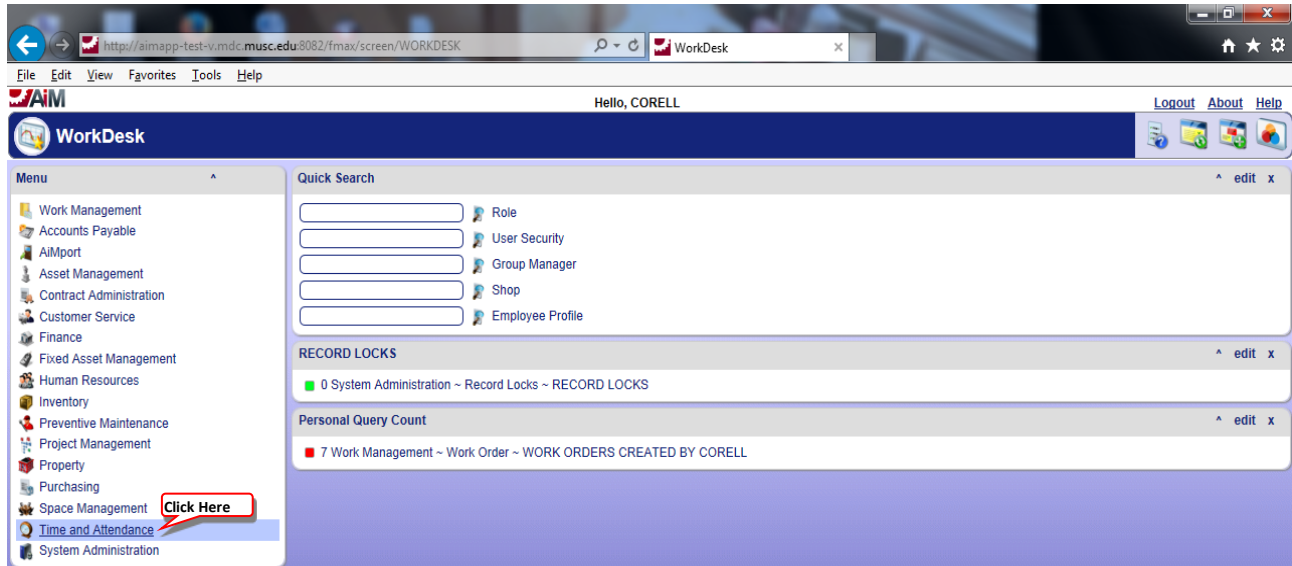 http://aimapp-test-v.mdc.musc.edu:8082/fmax/screen/WORKDESK
WorkDesk
File Edit View Favorites Tools Help
AiM
Hello, CORELL
Logout About Help
WorkDesk
Menu ^
Work Management
Accounts Payable
AiMport
Asset Management
Contract Administration
Customer Service
Finance
Fixed Asset Management
Human Resources
Inventory
Preventive Maintenance
Project Management
Property
Purchasing
Space Management
Click Here
Time and Attendance
System Administration
Quick Search ^ edit x
Role
User Security
Group Manager
Shop
Employee Profile
RECORD LOCKS ^ edit x
0 System Administration ~ Record Locks ~ RECORD LOCKS
Personal Query Count ^ edit x
7 Work Management ~ Work Order ~ WORK ORDERS CREATED BY CORELL